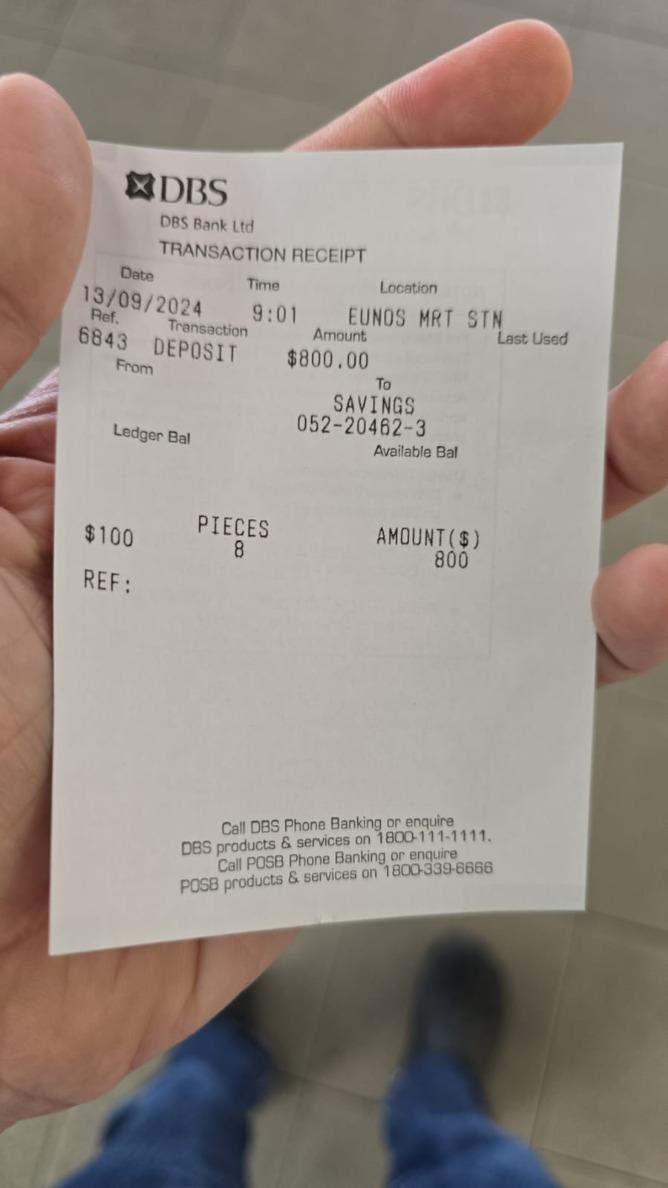 DBS
DBS Bank Ltd
TRANSACTION RECEIPT
Date Time Location
13/09/2024 9:01 EUNOS MRT STN
Ref. Transaction Amount Last Used
6843 DEPOSIT $800.00
From To
SAVINGS
052-20462-3
Ledger Bal Available Bal
PIECES AMOUNT($)
$100 8 800
REF:
Call DBS Phone Banking or enquire
DBS products & services on 1800-111-1111.
Call POSB Phone Banking or enquire
POSB products & services on 1800-339-6666